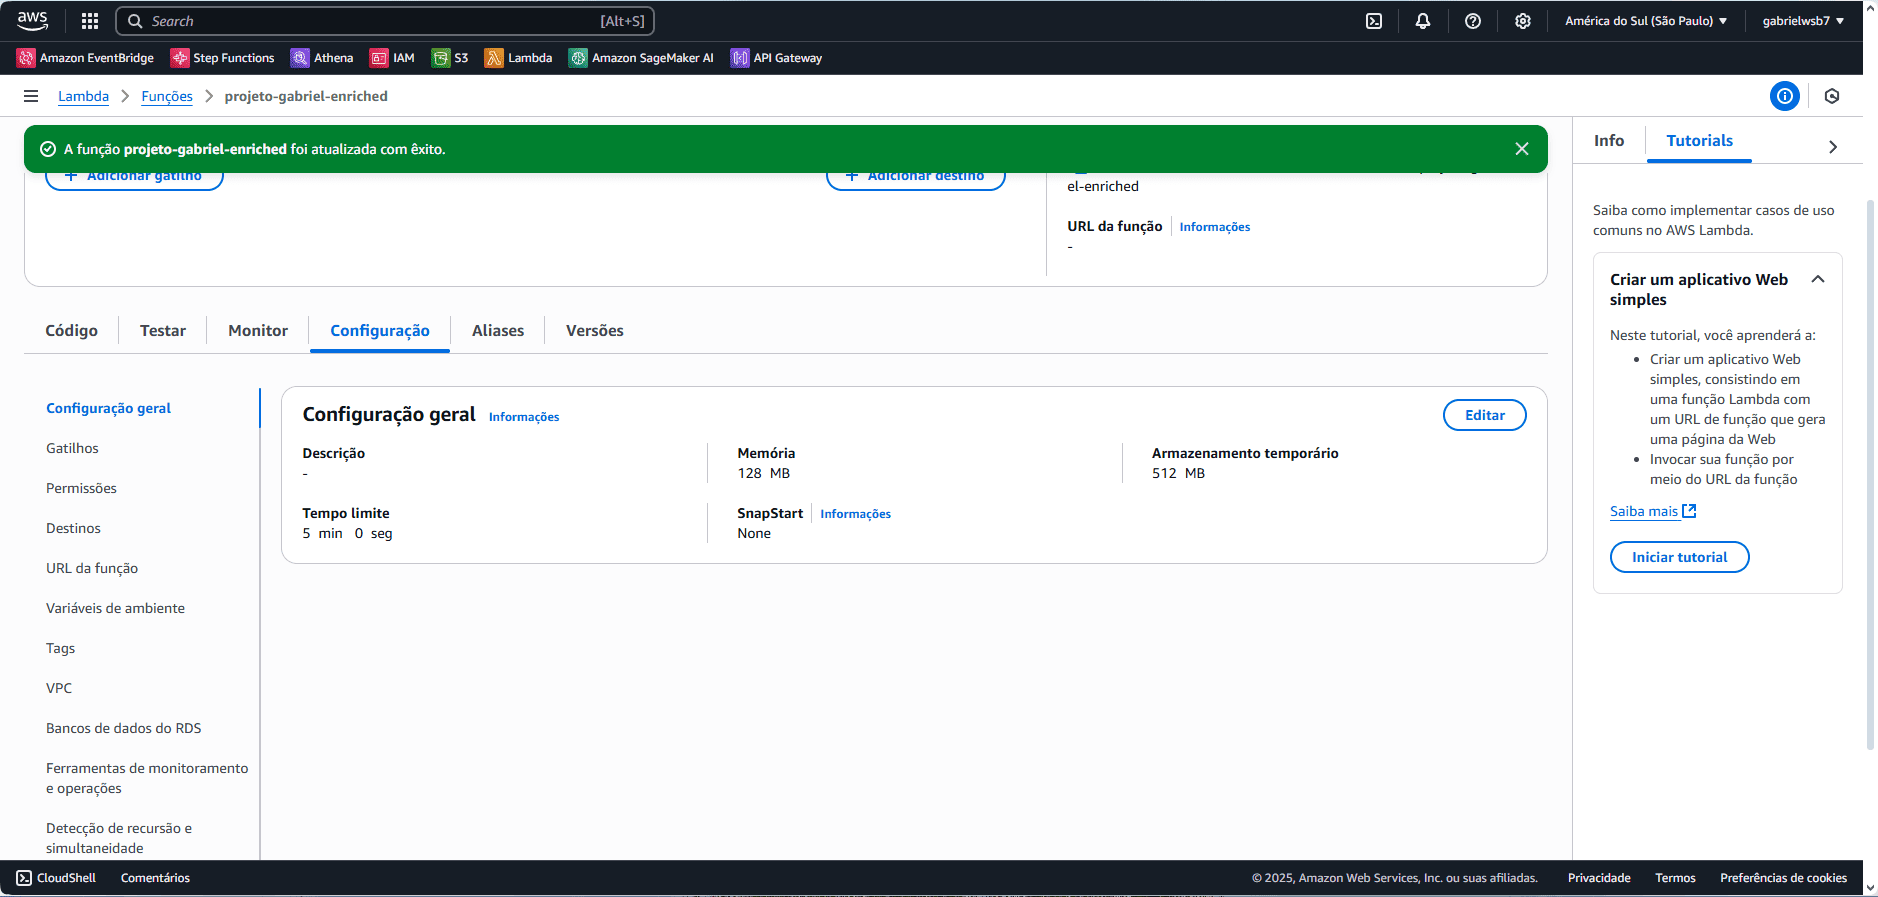 aws
Search
[Alt+S]
América do Sul (São Paulo)
gabrielwsb7
Amazon EventBridge
Step Functions
Athena
IAM
S3
Lambda
Amazon SageMaker AI
API Gateway
Lambda
Funções
projeto-gabriel-enriched
A função projeto-gabriel-enriched foi atualizada com êxito.
Adicionar gatilho
Adicionar destino
el-enriched
URL da função
Informações
-
Código
Testar
Monitor
Configuração
Aliases
Versões
Configuração geral
Gatilhos
Permissões
Destinos
URL da função
Variáveis de ambiente
Tags
VPC
Bancos de dados do RDS
Ferramentas de monitoramento
e operações
Detecção de recursão e
simultaneidade
Configuração geral
Informações
Editar
Descrição
-
Memória
128 MB
Armazenamento temporário
512 MB
Tempo limite
5 min 0 seg
SnapStart
Informações
None
Info
Tutorials
Saiba como implementar casos de uso
comuns no AWS Lambda.
Criar um aplicativo Web
simples
Neste tutorial, você aprenderá a:
• Criar um aplicativo Web
simples, consistindo em
uma função Lambda com
um URL de função que gera
uma página da Web
• Invocar sua função por
meio do URL da função
Saiba mais
Iniciar tutorial
CloudShell
Comentários
© 2025, Amazon Web Services, Inc. ou suas afiliadas.
Privacidade
Termos
Preferências de cookies